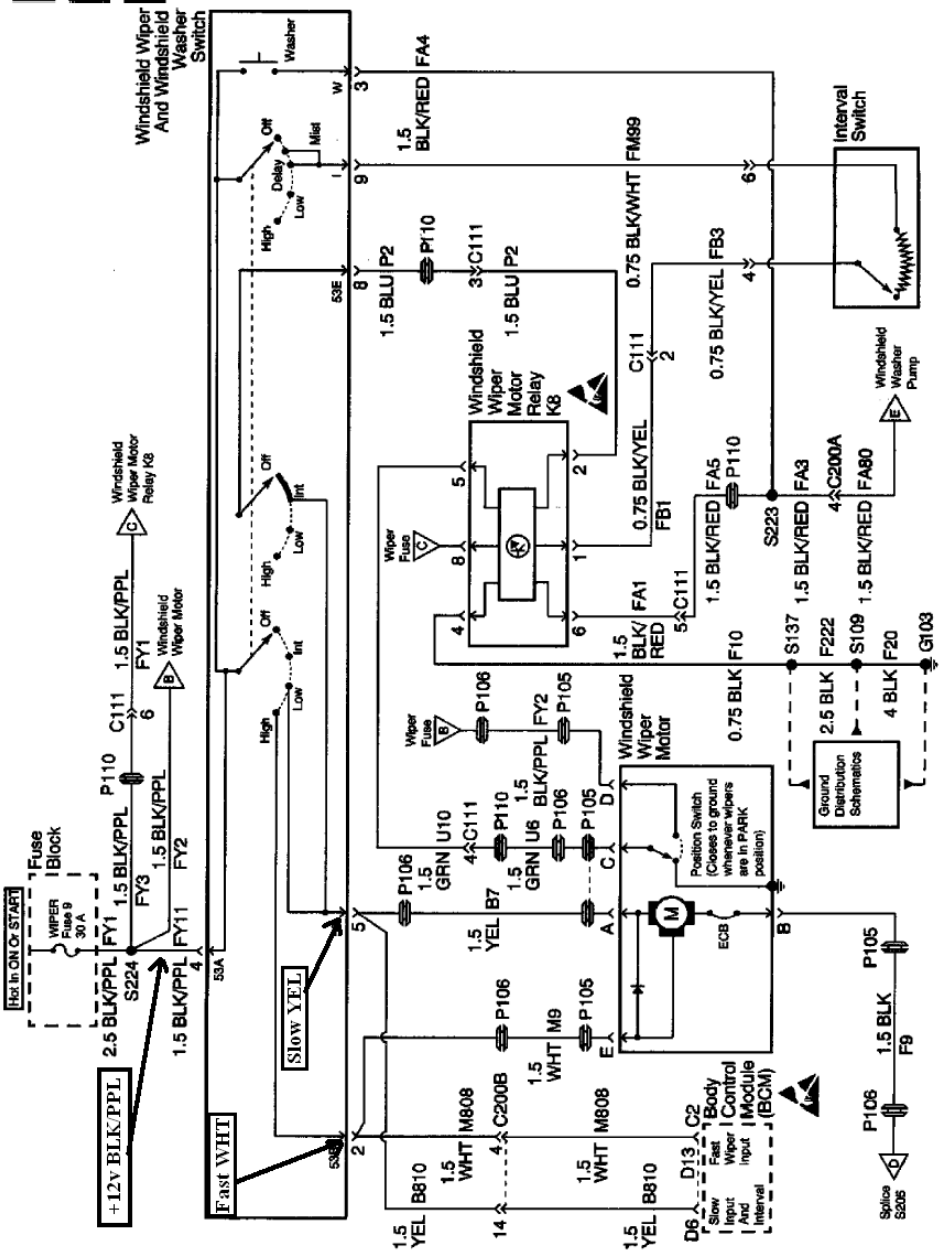 Windshield Wiper
And Windshield
Washer
Switch
Washer
W
3
1.5
BLK/RED FA4
Off
Mist
Delay
Low
High
I
9
0.75 BLK/WHT FM99
6
Interval
Switch
53E
8
1.5 BLU P2
P110
3
C111
1.5 BLU P2
0.75 BLK/YEL FB3
4
C111
2
Windshield
Wiper
Motor
Relay
K8
Windshield
Washer
Pump
E
Off
Int
Low
High
5
2
Wiper
Fuse
C
8
1
0.75 BLK/YEL
FB1
4
6
1.5
BLK/ FA1
RED
5
C111
1.5 BLK/RED FA5
P110
S223
1.5 BLK/RED FA3
4
C200A
1.5 BLK/RED FA80
Windshield
Wiper Motor
Relay K8
C
1.5 BLK/PPL
FY1
C111
6
P110
1.5 BLK/PPL
FY3
Windshield
Wiper Motor
B
1.5 BLK/PPL
FY2
Off
Int
Low
High
Wiper
Fuse
B
P106
1.5
BLK/PPL FY2
P105
D
Windshield
Wiper
Motor
0.75 BLK F10
S137
2.5 BLK F222
S109
4 BLK F20
G103
Ground
Distribution
Schematics
Hot In ON Or START
Fuse
Block
WIPER
Fuse 9
30 A
2.5 BLK/PPL FY1
S224
1.5 BLK/PPL FY11
4
53A
+12v BLK/PPL
1.5
GRN U10
4
C111
P110
1.5
GRN U6
P106
P105
C
Position Switch
(Closes to ground
whenever wipers
are in PARK
position)
5
Slow YEL
P106
1.5
YEL B7
A
M
ECB
B
P105
1.5 BLK
F9
P106
D
Splice
S205
Fast WHT
2
P106
1.5
WHT M9
P105
E
1.5
WHT M808
4
C200B
1.5
WHT M808
D13
C2
Body
Control
Module
(BCM)
Fast
Wiper
Input
1.5
YEL B810
14
1.5
YEL B810
D6
Slow
Input
And
Interval